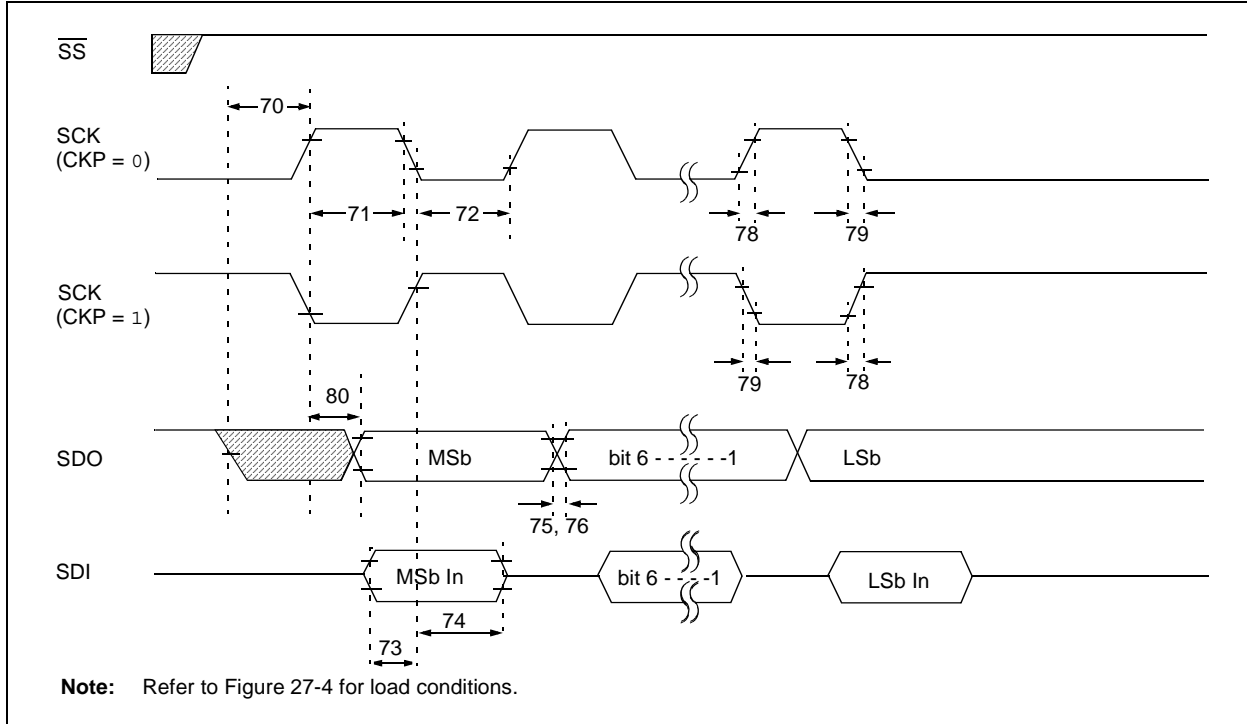 SS
70
SCK
(CKP = 0)
71
72
78
79
SCK
(CKP = 1)
79
78
80
SDO
MSb
bit 6 - - - - - -1
LSb
75, 76
SDI
MSb In
bit 6 - - - - -1
LSb In
74
73
Note: Refer to Figure 27-4 for load conditions.